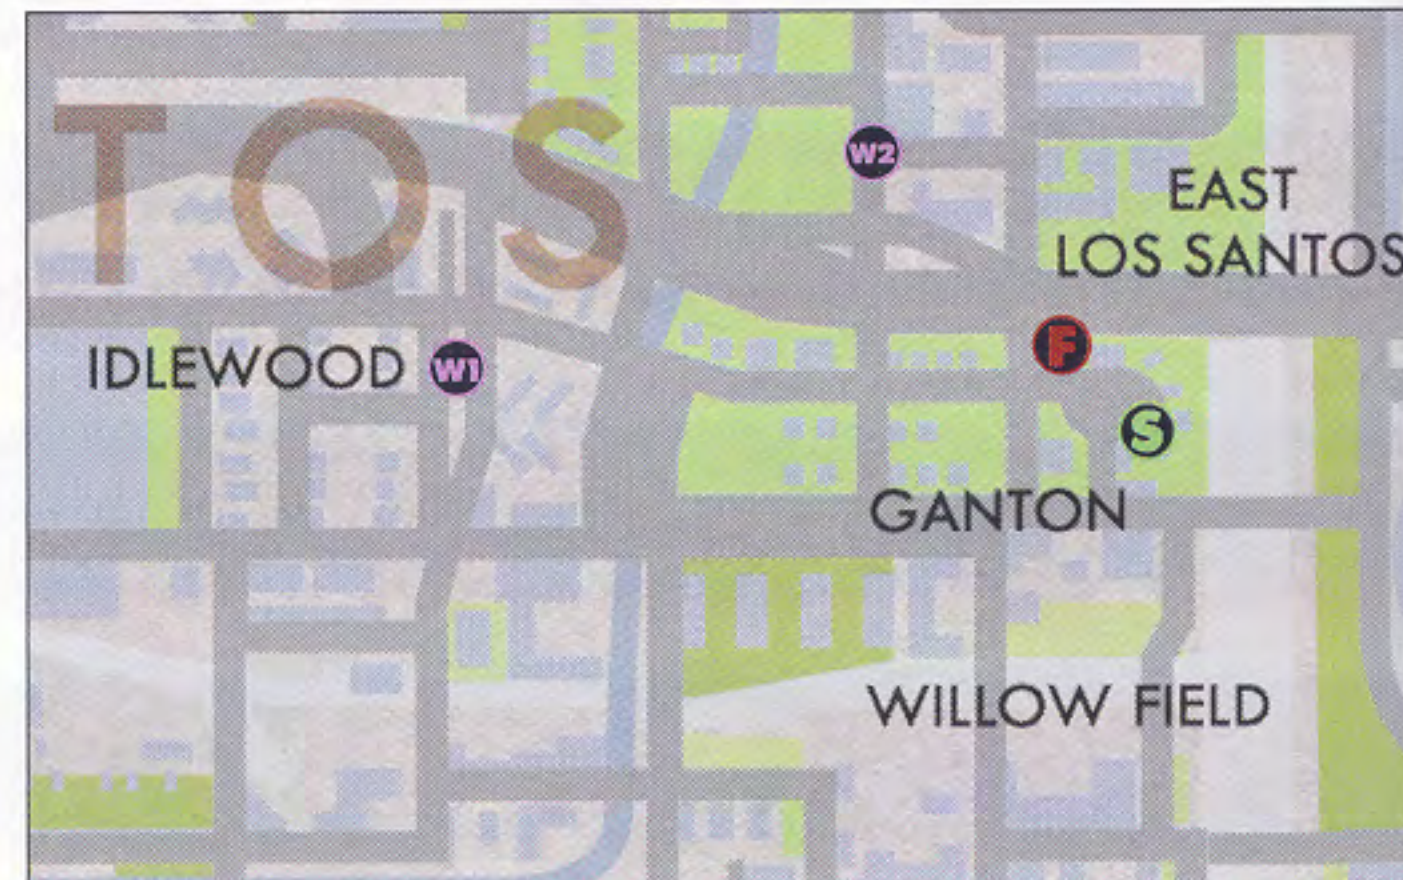 TOS
W2
EAST
LOS SANTOS
F
IDLEWOOD
W1
S
GANTON
WILLOW FIELD